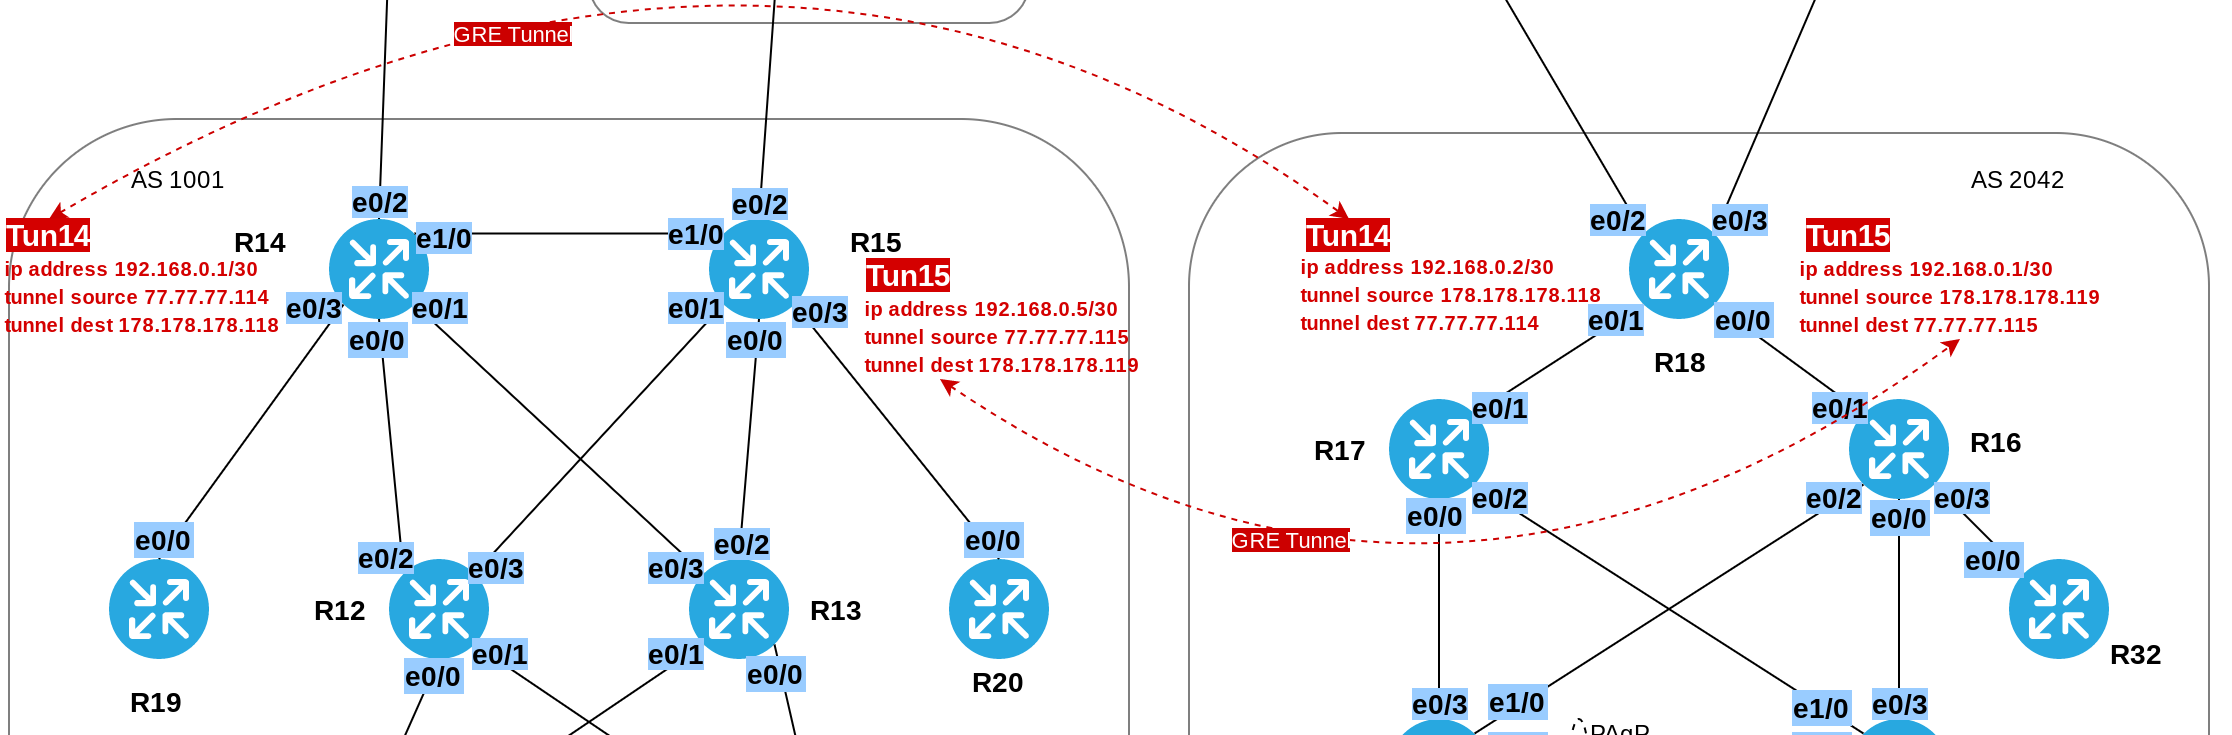 GRE Tunnel
AS 1001
AS 2042
e0/2
e0/2
e0/2
e0/3
Tun14
R14
e1/0
e1/0
R15
Tun14
Tun15
ip address 192.168.0.1/30
tunnel source 77.77.77.114
tunnel dest 178.178.178.118
Tun15
ip address 192.168.0.5/30
tunnel source 77.77.77.115
tunnel dest 178.178.178.119
ip address 192.168.0.2/30
tunnel source 178.178.178.118
tunnel dest 77.77.77.114
ip address 192.168.0.1/30
tunnel source 178.178.178.119
tunnel dest 77.77.77.115
e0/3
e0/1
e0/0
e0/1
e0/3
e0/0
e0/1
e0/0
R18
e0/1
e0/1
R17
R16
e0/2
e0/2
e0/3
e0/0
e0/0
GRE Tunnel
e0/0
e0/2
e0/3
e0/3
e0/2
e0/0
e0/0
R12
R13
R32
e0/1
e0/0
e0/1
e0/0
R19
R20
e0/3
e1/0
e1/0
e0/3
PAgP